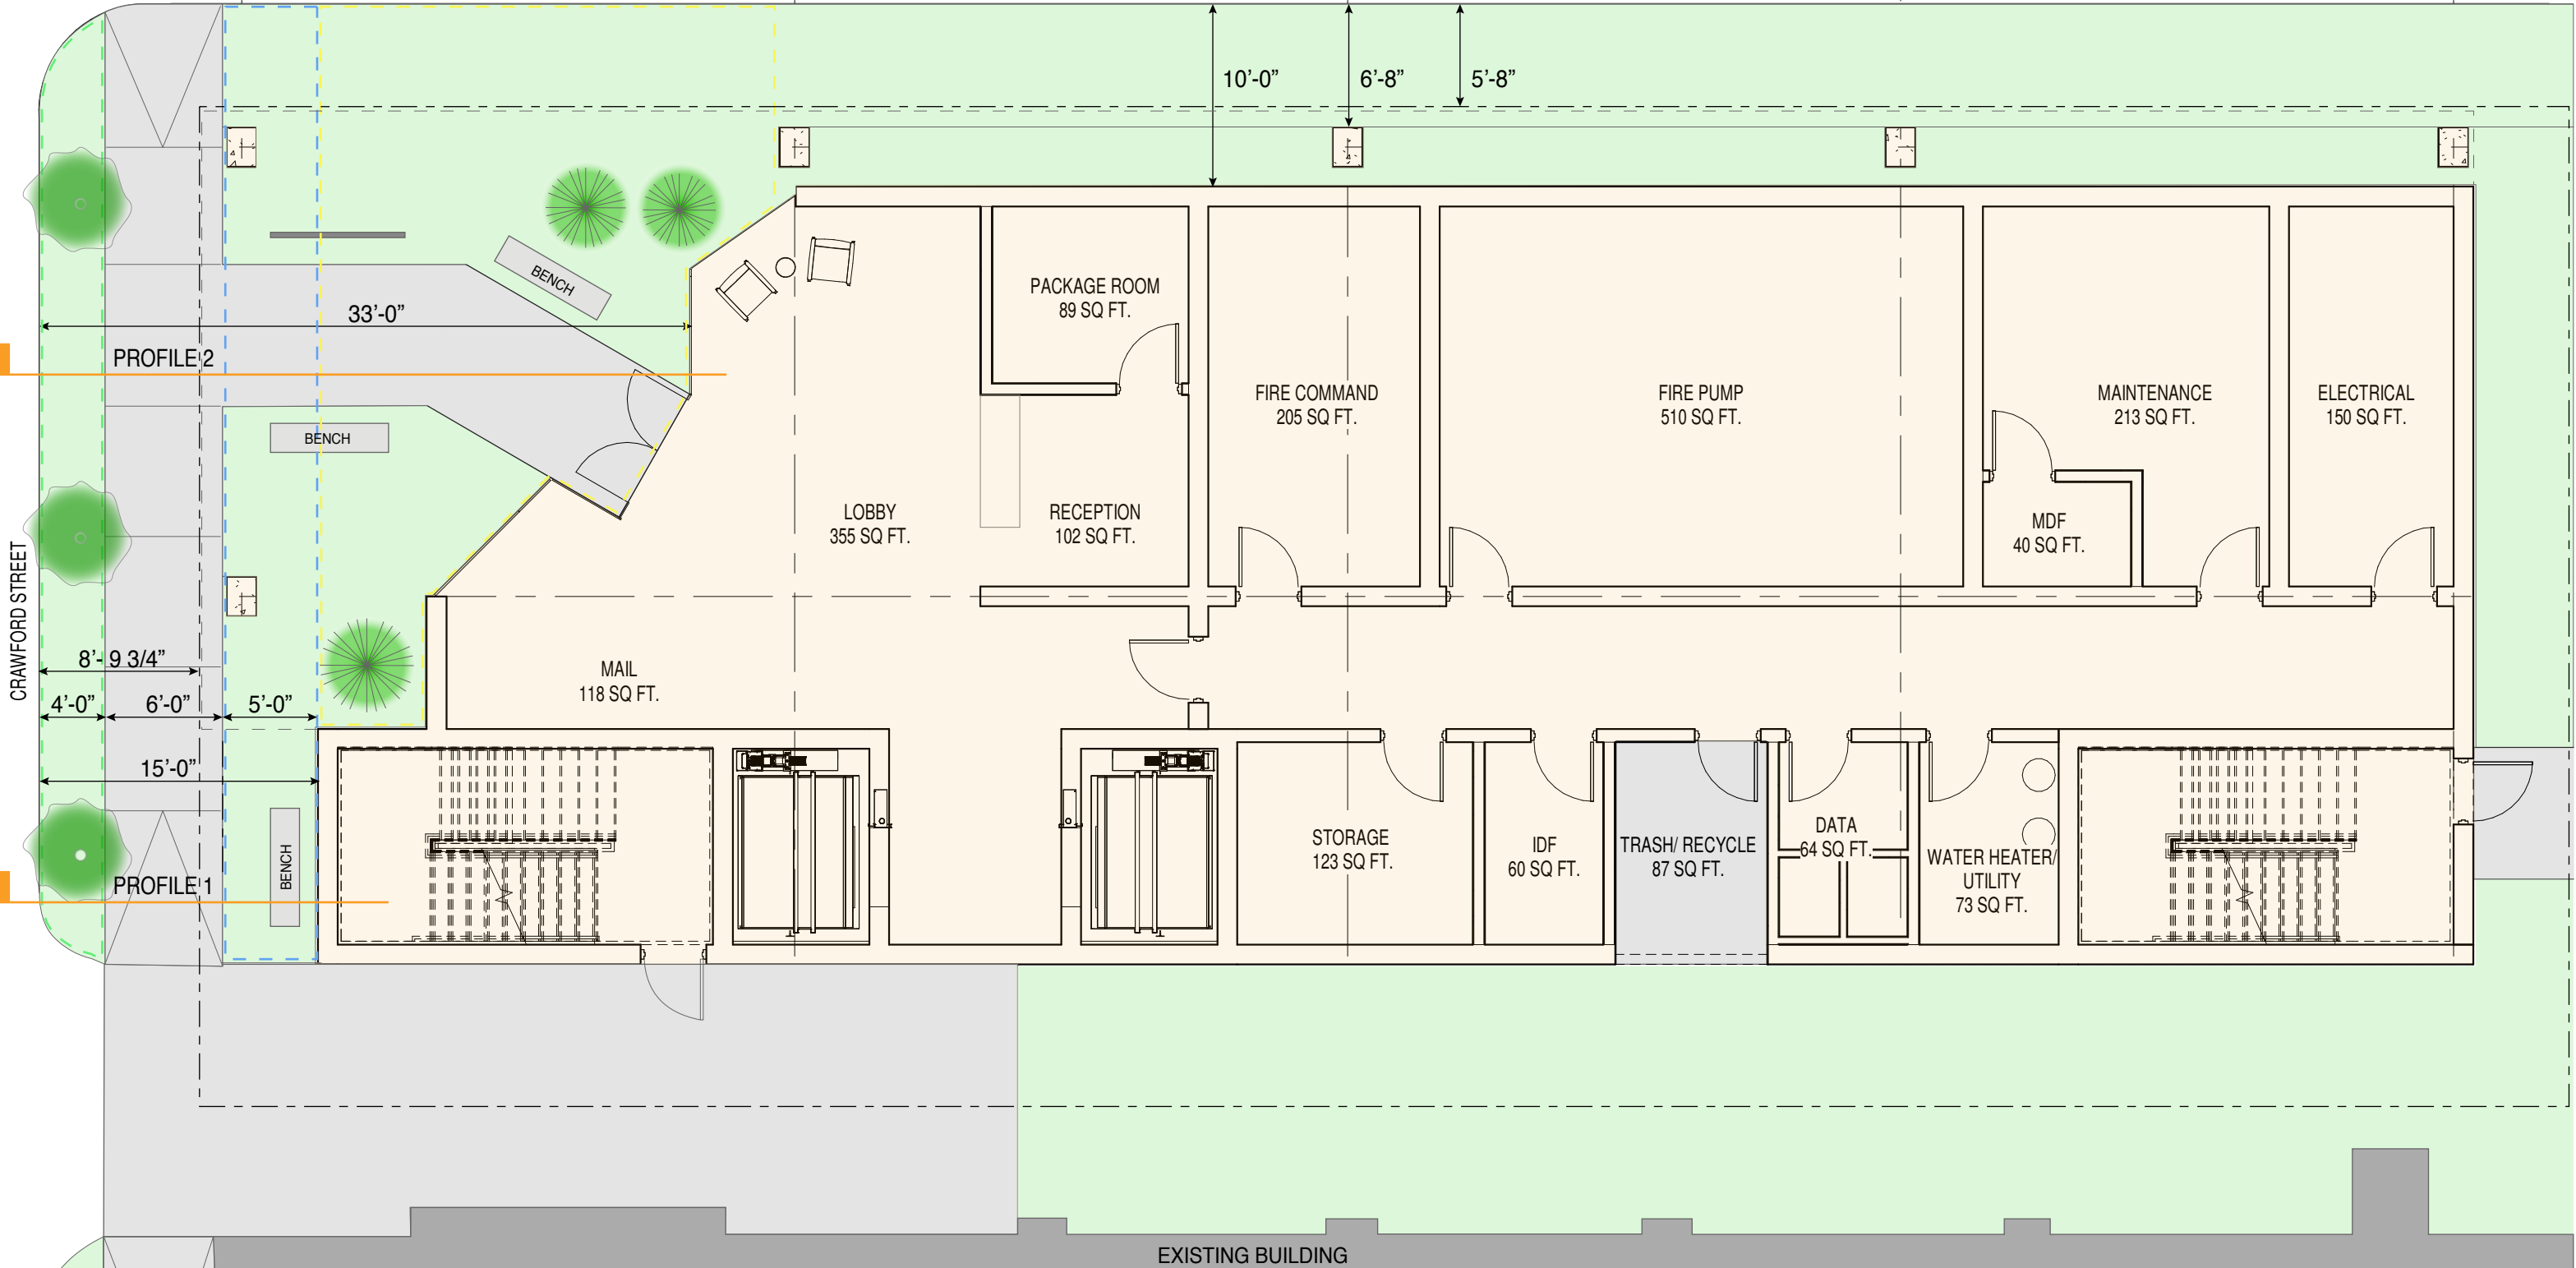 10'-0”
6'-8”
5'-8”
BENCH
PACKAGE ROOM
89 SQ FT.
33'-0”
PROFILE 2
FIRE COMMAND
205 SQ FT.
FIRE PUMP
510 SQ FT.
MAINTENANCE
213 SQ FT.
ELECTRICAL
150 SQ FT.
BENCH
LOBBY
355 SQ FT.
RECEPTION
102 SQ FT.
MDF
40 SQ FT.
CRAWFORD STREET
8'- 9 3/4”
MAIL
118 SQ FT.
4'-0”
6'-0”
5'-0”
15'-0”
BENCH
PROFILE 1
STORAGE
123 SQ FT.
IDF
60 SQ FT.
TRASH/ RECYCLE
87 SQ FT.
DATA
64 SQ FT.
WATER HEATER/
UTILITY
73 SQ FT.
EXISTING BUILDING